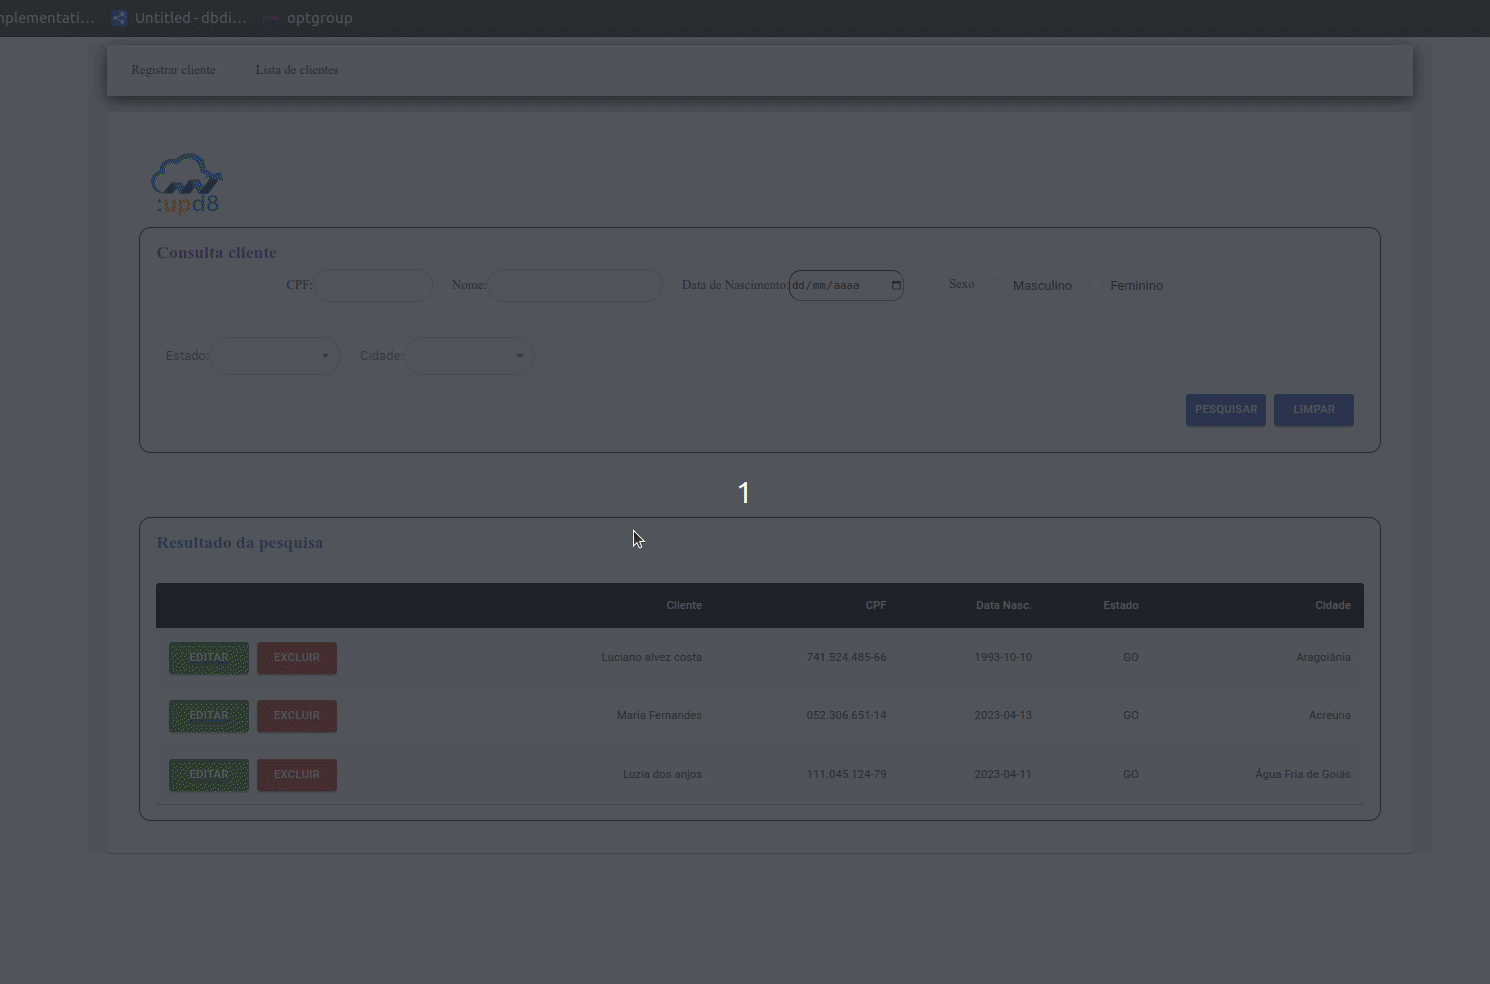 nplementati... Untitled - dbdi... optgroup
Registrar cliente Lista de clientes
:upd8
Consulta cliente
CPF: Nome: Data de Nascimento: dd/mm/aaaa Sexo Masculino Feminino
Estado: Cidade:
PESQUISAR LIMPAR
1
Resultado da pesquisa
Cliente CPF Data Nasc. Estado Cidade
EDITAR EXCLUIR Luciano alvez costa 741.524.485-66 1993-10-10 GO Aragoiânia
EDITAR EXCLUIR Maria Fernandes 052.306.651-14 2023-04-13 GO Acreúna
EDITAR EXCLUIR Luzia dos anjos 111.045.124-79 2023-04-11 GO Água Fria de Goiás